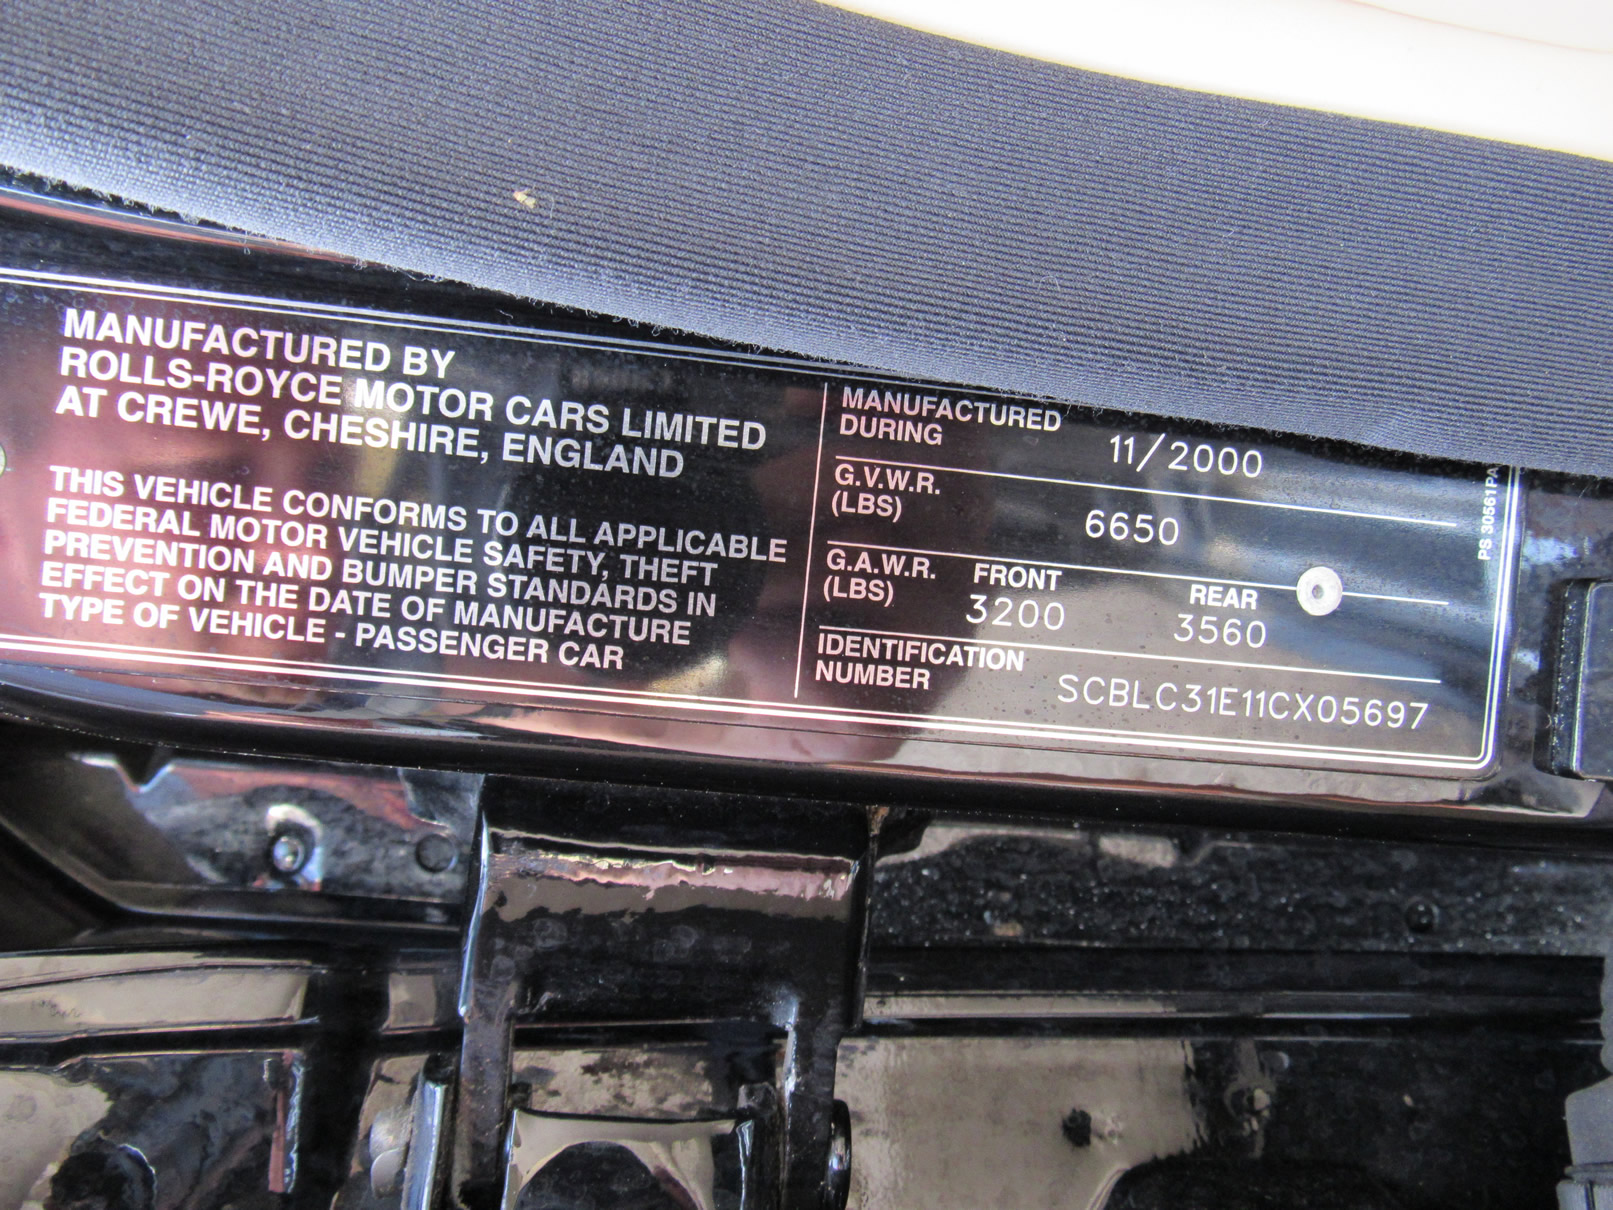 MANUFACTURED BY
ROLLS-ROYCE MOTOR CARS LIMITED
AT CREWE, CHESHIRE, ENGLAND
THIS VEHICLE CONFORMS TO ALL APPLICABLE
FEDERAL MOTOR VEHICLE SAFETY, THEFT
PREVENTION AND BUMPER STANDARDS IN
EFFECT ON THE DATE OF MANUFACTURE
TYPE OF VEHICLE - PASSENGER CAR
MANUFACTURED
DURING 11/2000
G.V.W.R.
(LBS) 6650
G.A.W.R. FRONT REAR
(LBS) 3200 3560
IDENTIFICATION
NUMBER SCBLC31E11CX05697
PS 30561PA